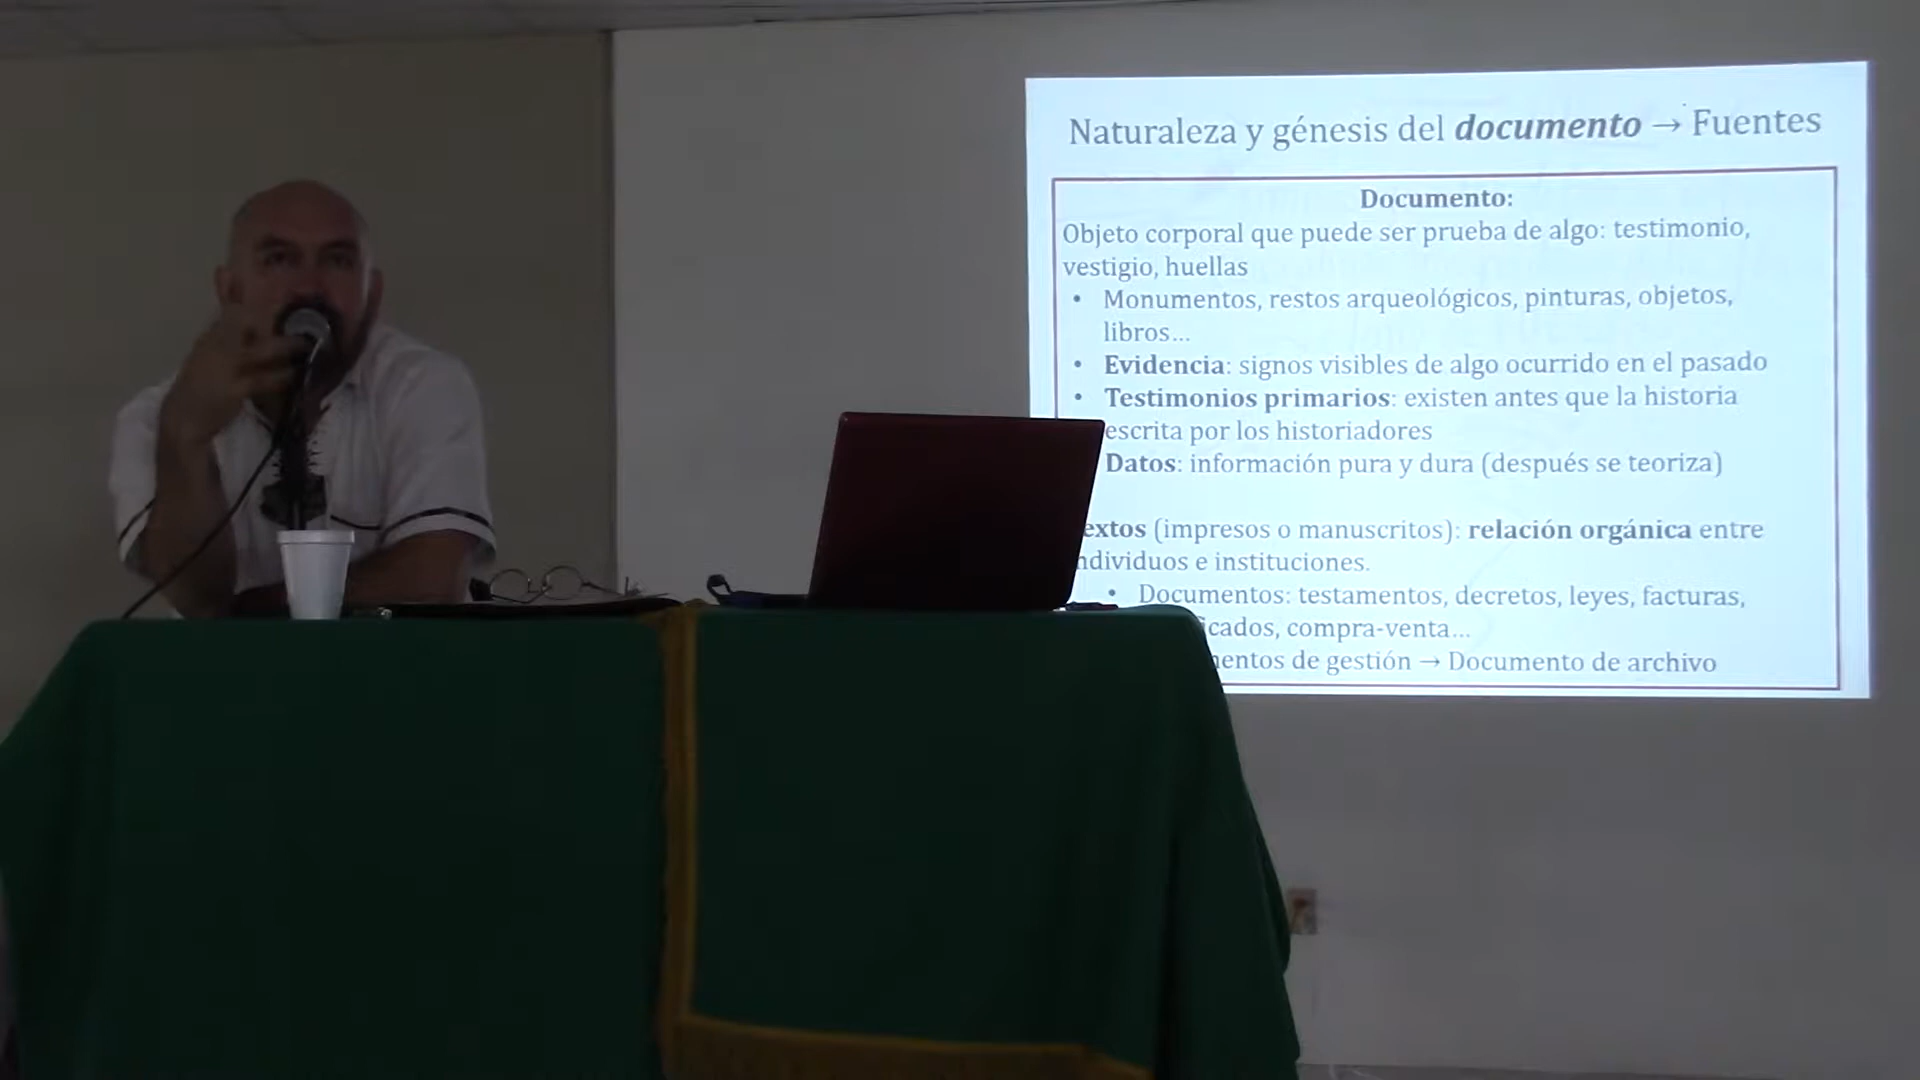 Naturaleza y génesis del documento → Fuentes
Documento:
Objeto corporal que puede ser prueba de algo: testimonio,
vestigio, huellas
• Monumentos, restos arqueológicos, pinturas, objetos,
libros...
• Evidencia: signos visibles de algo ocurrido en el pasado
• Testimonios primarios: existen antes que la historia
escrita por los historiadores
Datos: información pura y dura (después se teoriza)
extos (impresos o manuscritos): relación orgánica entre
ndividuos e instituciones.
• Documentos: testamentos, decretos, leyes, facturas,
icados, compra-venta...
entos de gestión → Documento de archivo